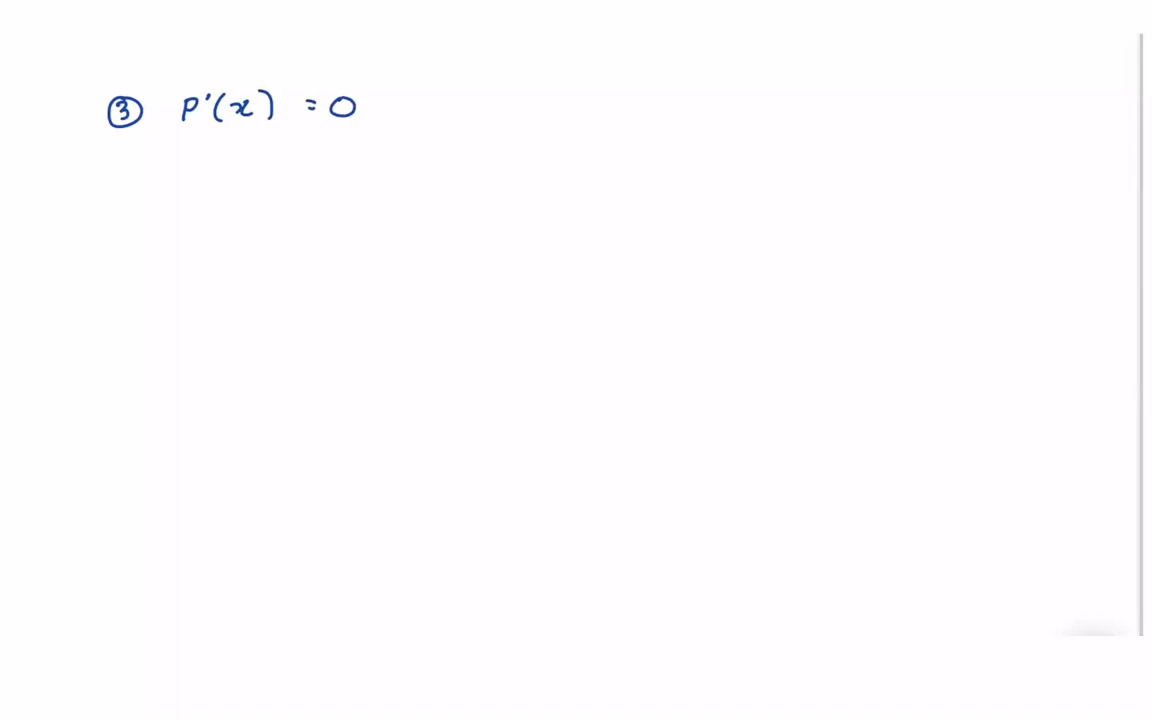 ③ P'(x) = 0